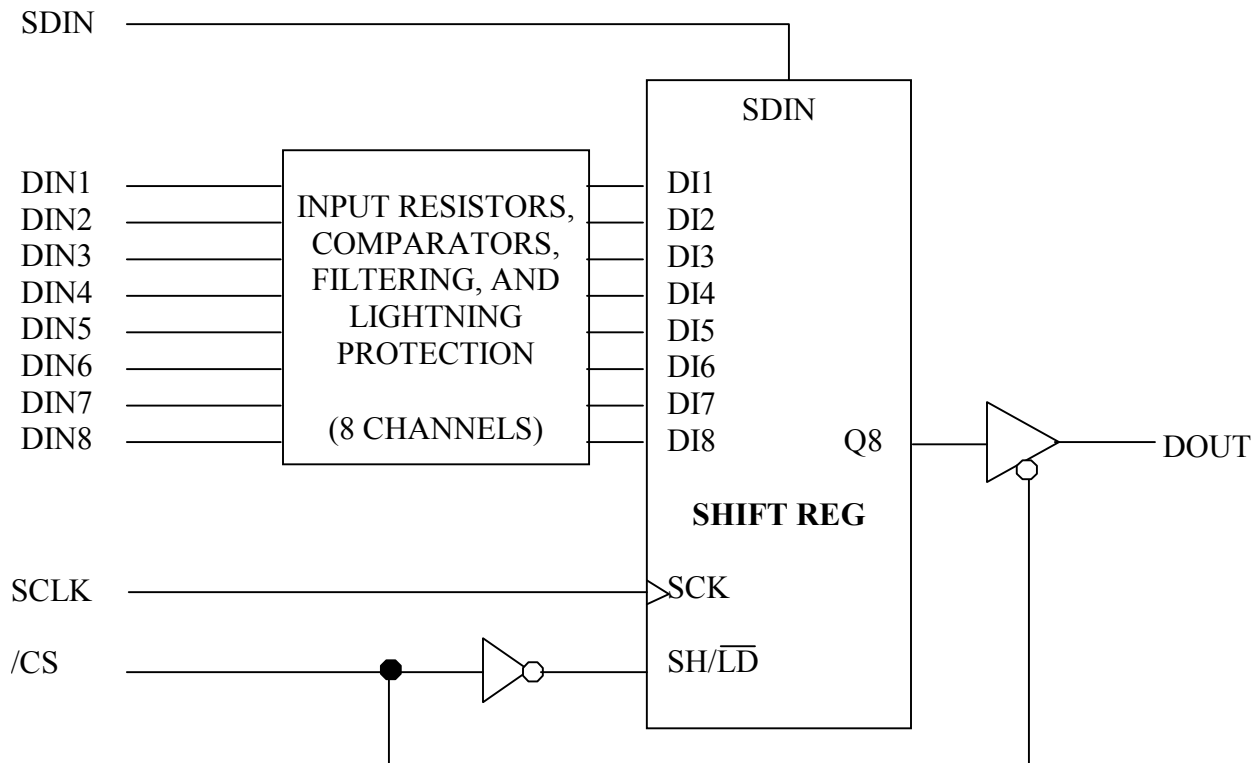 SDIN
SDIN
DIN1
DIN2
DIN3
DIN4
DIN5
DIN6
DIN7
DIN8
INPUT RESISTORS,
COMPARATORS,
FILTERING, AND
LIGHTNING
PROTECTION
(8 CHANNELS)
DI1
DI2
DI3
DI4
DI5
DI6
DI7
DI8
Q8
DOUT
SHIFT REG
SCLK
SCK
/CS
SH/L̅D̅